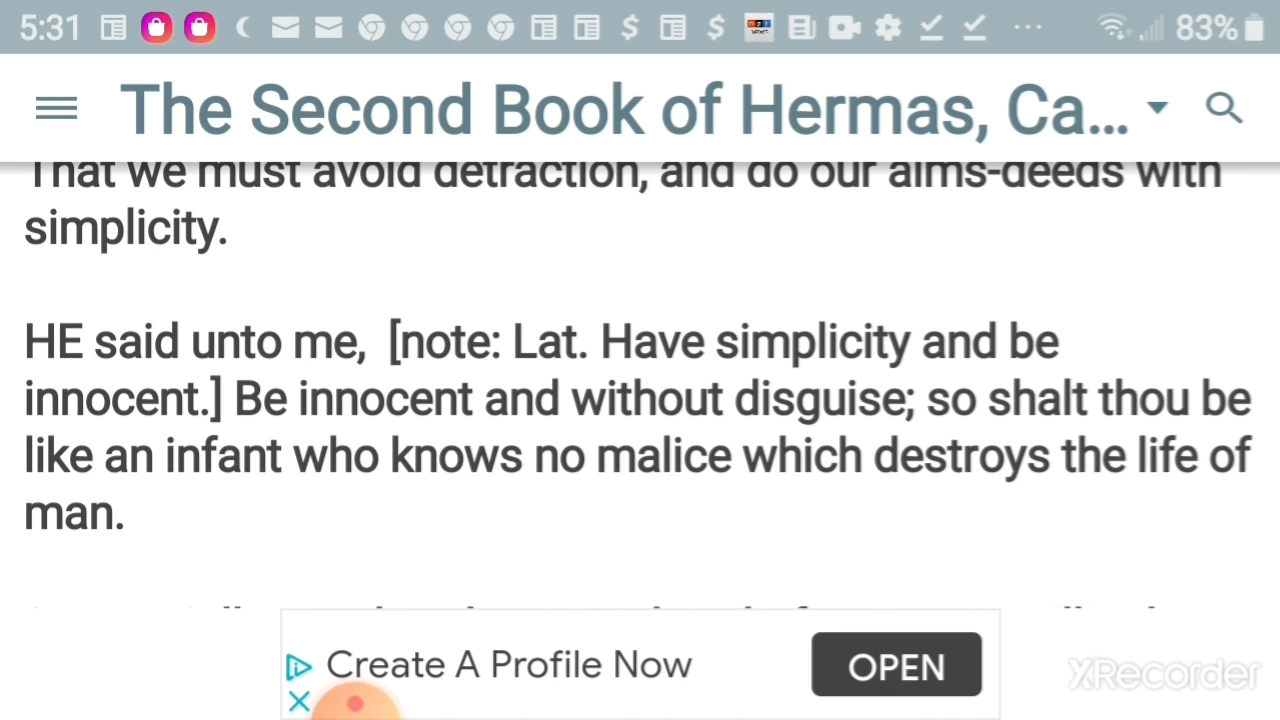 5:31
83%
The Second Book of Hermas, Ca...
That we must avoid detraction, and do our alms-deeds with
simplicity.
HE said unto me, [note: Lat. Have simplicity and be
innocent.] Be innocent and without disguise; so shalt thou be
like an infant who knows no malice which destroys the life of
man.
Create A Profile Now
OPEN
XRecorder